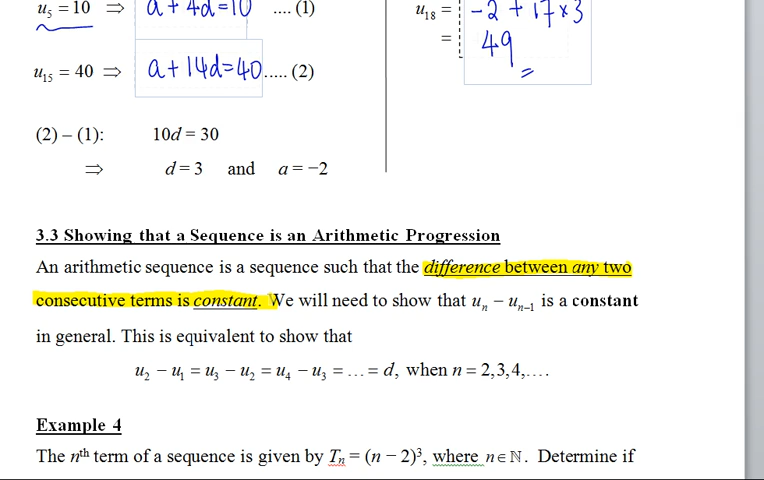 u₅ = 10 ⇒ a + 4d = 10 .... (1)
u₁₅ = 40 ⇒ a + 14d = 40 ..... (2)
(2) – (1): 10d = 30
⇒ d = 3 and a = −2
u₁₈ = −2 + 17 × 3
= 49
3.3 Showing that a Sequence is an Arithmetic Progression
An arithmetic sequence is a sequence such that the difference between any two
consecutive terms is constant. We will need to show that uₙ − uₙ₋₁ is a constant
in general. This is equivalent to show that
u₂ − u₁ = u₃ − u₂ = u₄ − u₃ = … = d, when n = 2,3,4,….
Example 4
The nᵗʰ term of a sequence is given by Tₙ = (n − 2)³, where n∈ℕ. Determine if